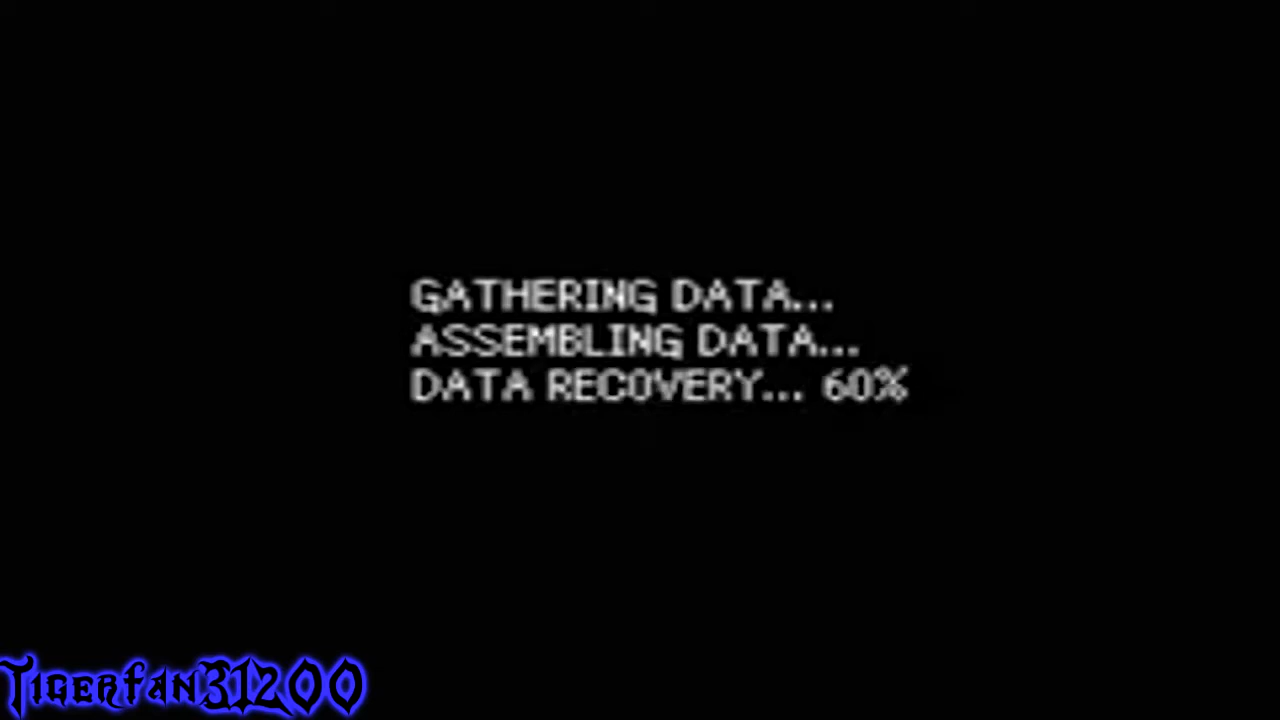 GATHERING DATA...
ASSEMBLING DATA...
DATA RECOVERY... 60%
Tigerfan31200